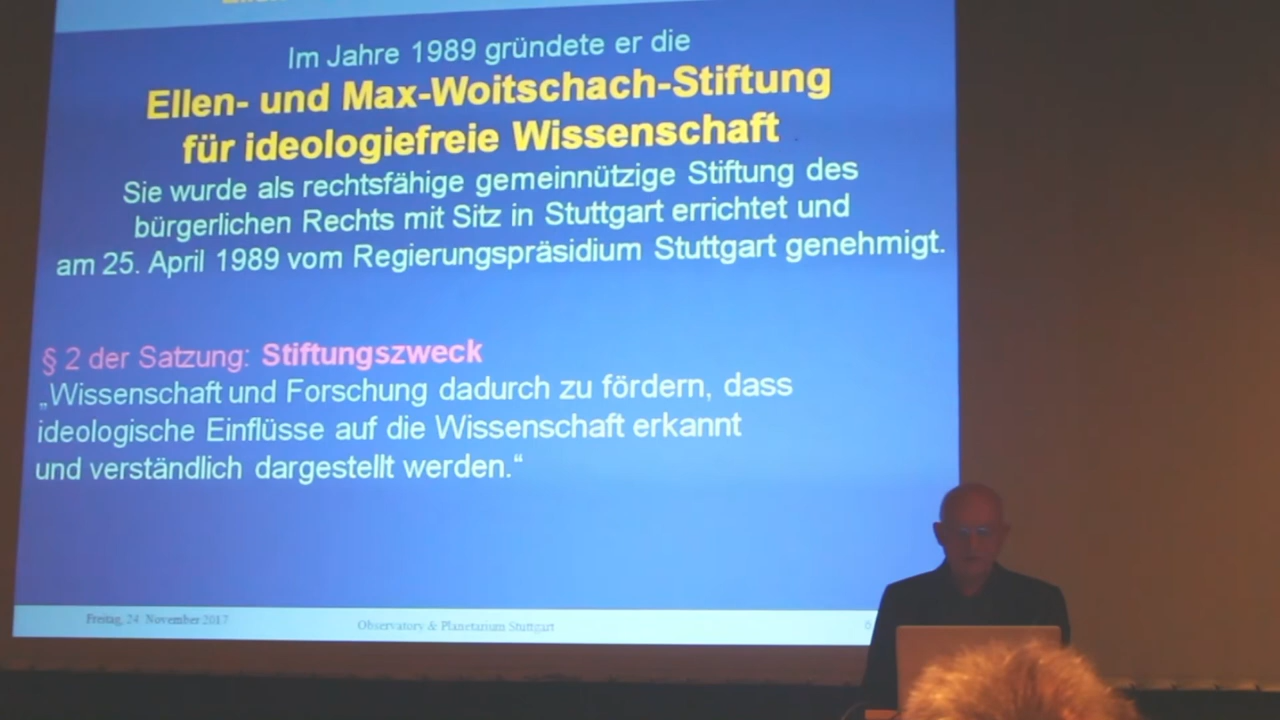 Im Jahre 1989 gründete er die
Ellen- und Max-Woitschach-Stiftung
für ideologiefreie Wissenschaft
Sie wurde als rechtsfähige gemeinnützige Stiftung des
bürgerlichen Rechts mit Sitz in Stuttgart errichtet und
am 25. April 1989 vom Regierungspräsidium Stuttgart genehmigt.
§ 2 der Satzung: Stiftungszweck
„Wissenschaft und Forschung dadurch zu fördern, dass
ideologische Einflüsse auf die Wissenschaft erkannt
und verständlich dargestellt werden.“
Freitag, 24. November 2017
Observatory & Planetarium Stuttgart